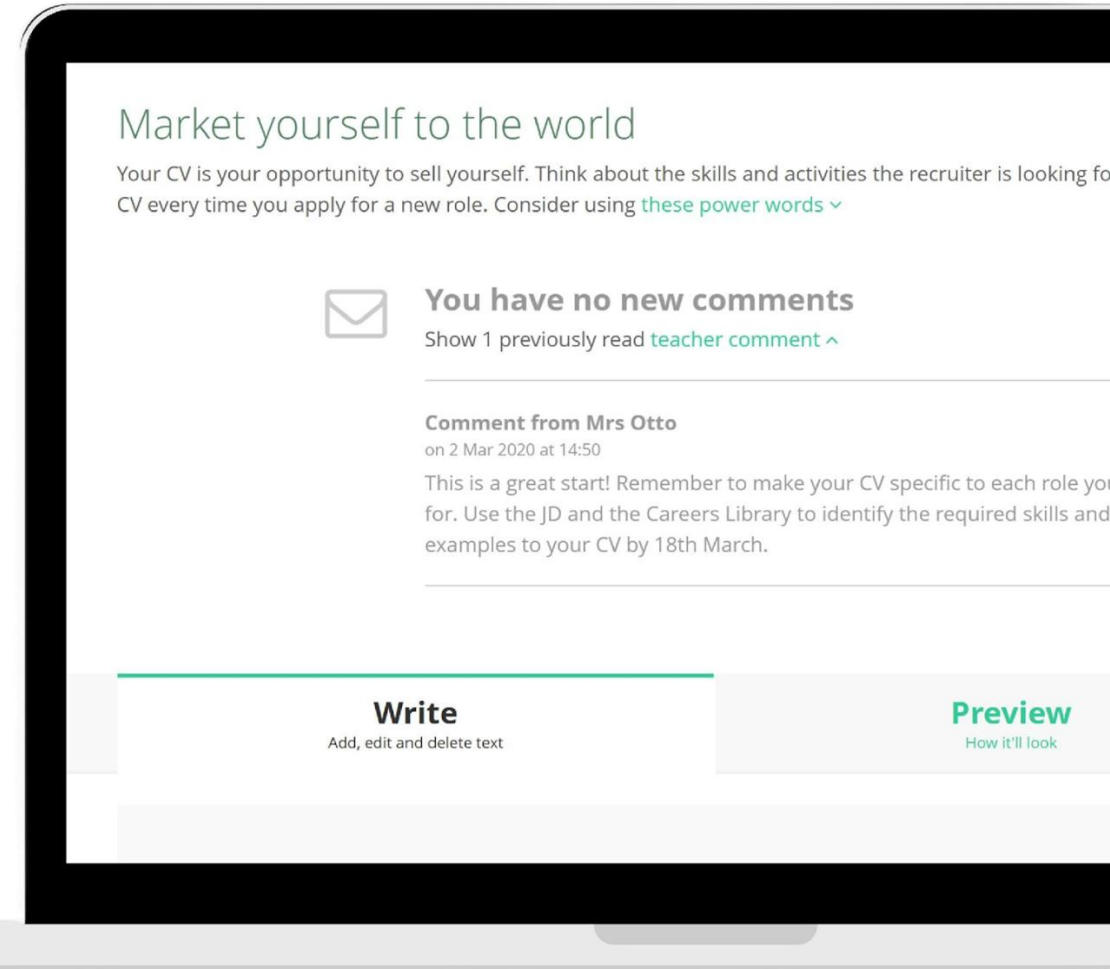 Market yourself to the world
Your CV is your opportunity to sell yourself. Think about the skills and activities the recruiter is looking fo
CV every time you apply for a new role. Consider using these power words
You have no new comments
Show 1 previously read teacher comment
Comment from Mrs Otto
on 2 Mar 2020 at 14:50
This is a great start! Remember to make your CV specific to each role you
for. Use the JD and the Careers Library to identify the required skills and
examples to your CV by 18th March.
Write
Add, edit and delete text
Preview
How it'll look